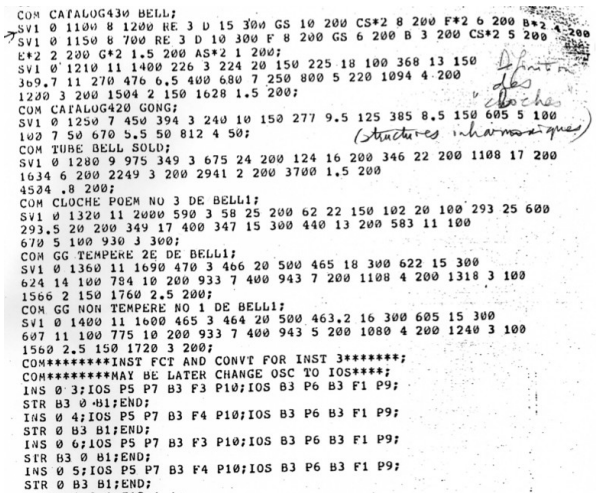 COM CATALOG430 BELL;
SV1 0 1100 8 1200 RE 3 D 15 300 GS 10 200 CS*2 8 200 F*2 6 200 B*2 4 200
SV1 0 1150 8 700 RE 3 D 10 300 F 8 200 GS 6 200 B 3 200 CS*2 5 200
E*2 2 200 G*2 1.5 200 AS*2 1 200;
SV1 0 1210 11 1400 226 3 224 20 150 225 18 100 368 13 150
369.7 11 270 476 6.5 400 680 7 250 800 5 220 1094 4 200
1200 3 200 1504 2 150 1628 1.5 200;
Définition
des
"cloches
COM CATALOG420 GONG;
SV1 0 1250 7 450 394 3 240 10 150 277 9.5 125 385 8.5 150 605 5 100
100 7 50 670 5.5 50 812 4 50;
(structures inharmoniques)
COM TUBE BELL SOLD;
SV1 0 1280 9 975 349 3 675 24 200 124 16 200 346 22 200 1108 17 200
1634 6 200 2249 3 200 2941 2 200 3700 1.5 200
4504 .8 200;
COM CLOCHE POEM NO 3 DE BELL1;
SV1 0 1320 11 2000 590 3 58 25 200 62 22 150 102 20 100 293 25 600
293.5 20 200 349 17 400 347 15 300 440 13 200 583 11 100
670 5 100 930 3 300;
COM GG TEMPERE 2E DE BELL1;
SV1 0 1360 11 1690 470 3 466 20 500 465 18 300 622 15 300
624 14 100 784 10 200 933 7 400 943 7 200 1108 4 200 1318 3 100
1566 2 150 1760 2.5 200;
COM GG NON TEMPERE NO 1 DE BELL1;
SV1 0 1400 11 1600 465 3 464 20 500 463.2 16 300 605 15 300
607 11 100 775 10 200 933 7 400 943 5 200 1080 4 200 1240 3 100
1560 2.5 150 1720 3 200;
COM********INST FCT AND CONVT FOR INST 3*******;
COM********MAY BE LATER CHANGE OSC TO IOS****;
INS 0 3;IOS P5 P7 B3 F3 P10;IOS B3 P6 B3 F1 P9;
STR B3 0 B1;END;
INS 0 4;IOS P5 P7 B3 F4 P10;IOS B3 P6 B3 F1 P9;
STR 0 B3 B1;END;
INS 0 6;IOS P5 P7 B3 F3 P10;IOS B3 P6 B3 F1 P9;
STR B3 0 B1;END;
INS 0 5;IOS P5 P7 B3 F4 P10;IOS B3 P6 B3 F1 P9;
STR 0 B3 B1;END;